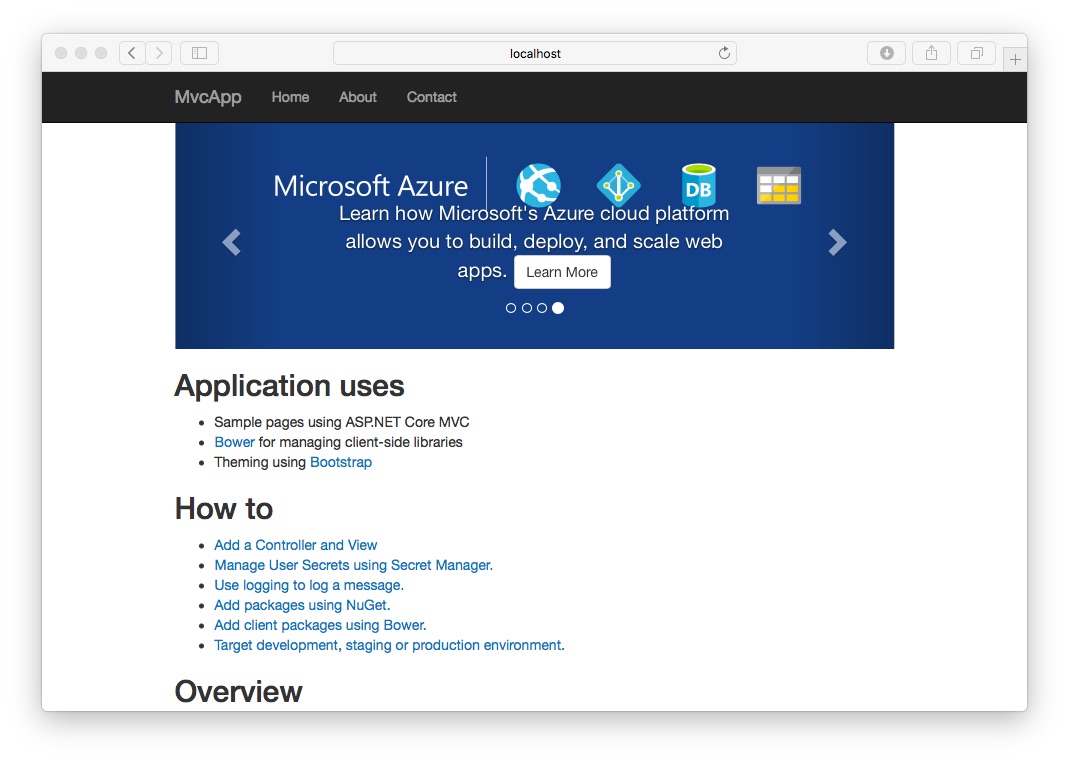 localhost
MvcApp Home About Contact
Microsoft Azure
DB
Learn how Microsoft's Azure cloud platform
allows you to build, deploy, and scale web
apps. Learn More
Application uses
Sample pages using ASP.NET Core MVC
Bower for managing client-side libraries
Theming using Bootstrap
How to
Add a Controller and View
Manage User Secrets using Secret Manager.
Use logging to log a message.
Add packages using NuGet.
Add client packages using Bower.
Target development, staging or production environment.
Overview